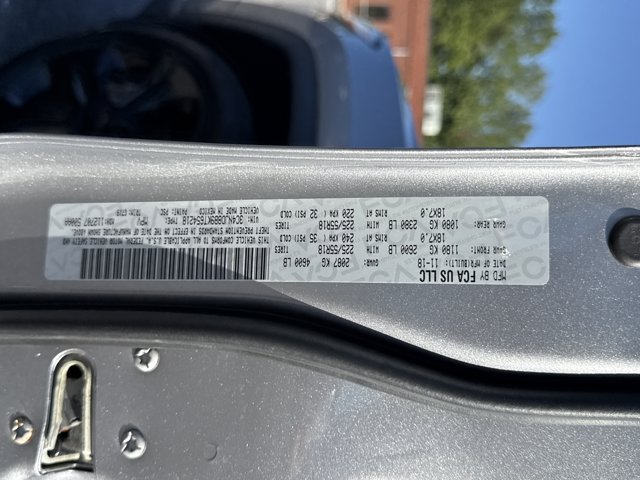 MFD BY FCA US LLC
DATE OF MFR(BUILT): 11-18 GVWR: 2087 KG 4600 LB
GAWR FRONT: 1180 KG 2600 LB WITH 225/55R18 TIRES
18X7.0 RIMS AT 240 KPA( 35 PSI) COLD
GAWR REAR: 1080 KG 2380 LB WITH 225/55R18 TIRES
18X7.0 RIMS AT 220 KPA( 32 PSI) COLD
THIS VEHICLE CONFORMS TO ALL APPLICABLE U.S.A. FEDERAL MOTOR VEHICLE SAFETY AND
THEFT PREVENTION STANDARDS IN EFFECT ON THE DATE OF MANUFACTURE SHOWN ABOVE.
VIN: TYPE: MPV
VEHICLE MADE IN MEXICO PAINT: PSC TRIM:
MDH: